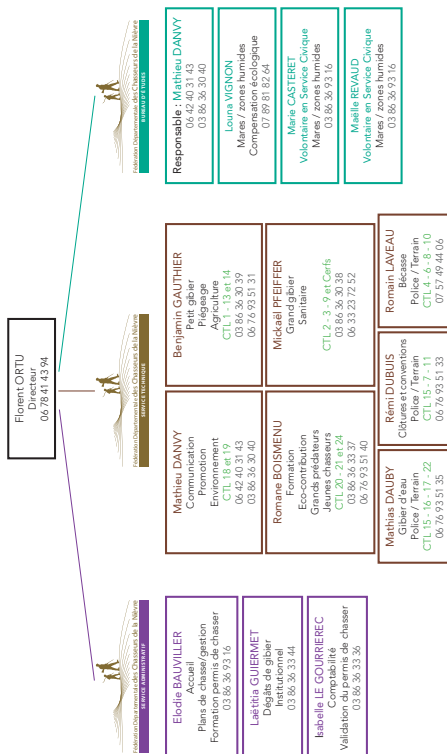 Florent ORTU
Directeur
06 78 41 43 94
Fédération Départementale des Chasseurs de la Nièvre
SERVICE ADMINISTRATIF
Elodie BAUVILLER
Accueil
Plans de chasse/gestion
Formation permis de chasser
03 86 36 93 16
Laëtitia GUIERMET
Dégâts de gibier
Institutionnel
03 86 36 33 44
Isabelle LE GOURRIEREC
Comptabilité
Validation du permis de chasser
03 86 36 33 36
Fédération Départementale des Chasseurs de la Nièvre
SERVICE TECHNIQUE
Mathieu DANVY
Communication
Promotion
Environnement
CTL 18 et 19
06 42 40 31 43
03 86 36 30 40
Benjamin GAUTHIER
Petit gibier
Piégeage
Agriculture
CTL 1 - 13 et 14
03 86 36 30 39
06 76 93 51 31
Romane BOISMENU
Formation
Eco-contribution
Grands prédateurs
Jeunes chasseurs
CTL 20 - 21 et 24
03 86 36 33 37
06 76 93 51 40
Mickaël PFEIFFER
Grand gibier
Sanitaire
CTL 2 - 3 - 9 et Cerfs
03 86 36 30 38
06 33 23 72 52
Mathias DAUBY
Gibier d'eau
Police / Terrain
CTL 15 - 16 - 17 - 22
06 76 93 51 35
Rémi DUBUIS
Clôtures et conventions
Police / Terrain
CTL 15 - 7 - 11
06 76 93 51 33
Romain LAVEAU
Bécasse
Police / Terrain
CTL 4 - 6 - 8 - 10
07 57 49 44 06
Fédération Départementale des Chasseurs de la Nièvre
BUREAU D'ÉTUDES
Responsable : Mathieu DANVY
06 42 40 31 43
03 86 36 30 40
Louna VIGNON
Mares / zones humides
Compensation écologique
07 89 81 82 64
Marie CASTERET
Volontaire en Service Civique
Mares / zones humides
03 86 36 93 16
Maëlle REVAUD
Volontaire en Service Civique
Mares / zones humides
03 86 36 93 16